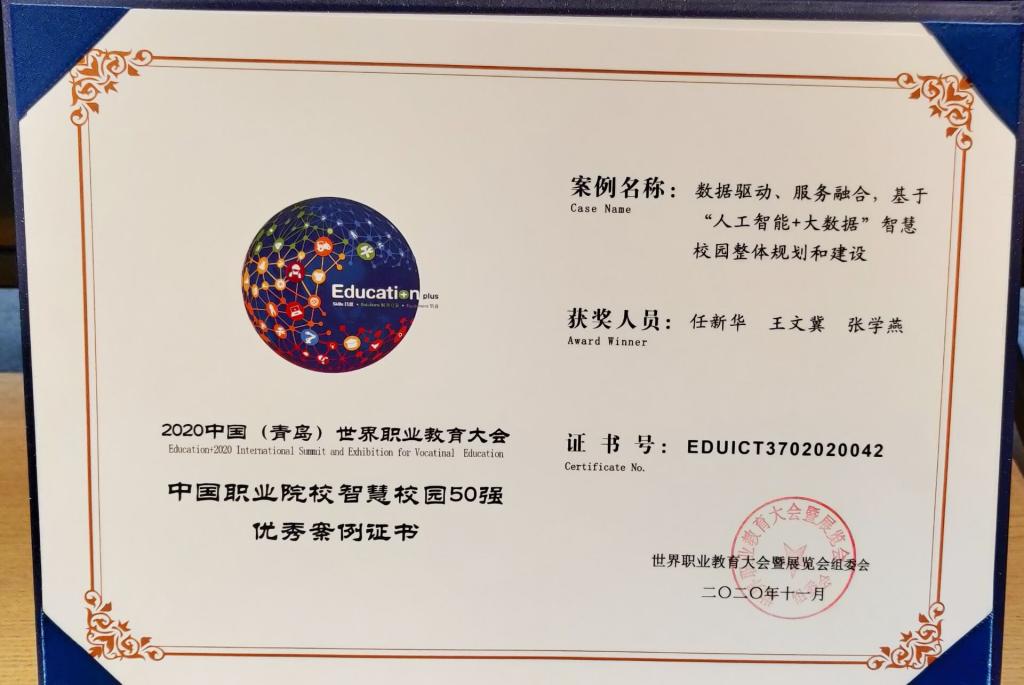 Education plus
2020中国（青岛）世界职业教育大会
Education+2020 International Summit and Exhibition for Vocatinal Education
中国职业院校智慧校园50强
优秀案例证书
案例名称：数据驱动、服务融合，基于
Case Name
“人工智能+大数据”智慧
校园整体规划和建设
获奖人员：任新华 王文冀 张学燕
Award Winner
证 书 号：EDUICT3702020042
Certificate No.
世界职业教育大会暨展览会组委会
二〇二〇年十一月